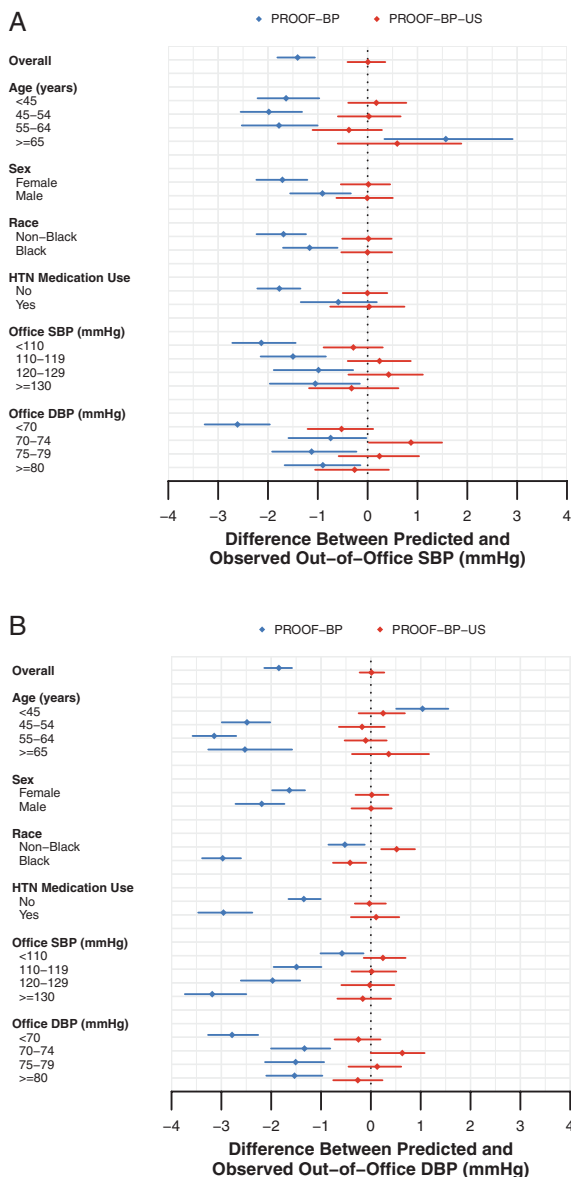 A
PROOF−BP PROOF−BP−US
Overall
Age (years)
<45
45−54
55−64
>=65
Sex
Female
Male
Race
Non−Black
Black
HTN Medication Use
No
Yes
Office SBP (mmHg)
<110
110−119
120−129
>=130
Office DBP (mmHg)
<70
70−74
75−79
>=80
−4 −3 −2 −1 0 1 2 3 4
Difference Between Predicted and
Observed Out−of−Office SBP (mmHg)
B
PROOF−BP PROOF−BP−US
Overall
Age (years)
<45
45−54
55−64
>=65
Sex
Female
Male
Race
Non−Black
Black
HTN Medication Use
No
Yes
Office SBP (mmHg)
<110
110−119
120−129
>=130
Office DBP (mmHg)
<70
70−74
75−79
>=80
−4 −3 −2 −1 0 1 2 3 4
Difference Between Predicted and
Observed Out−of−Office DBP (mmHg)